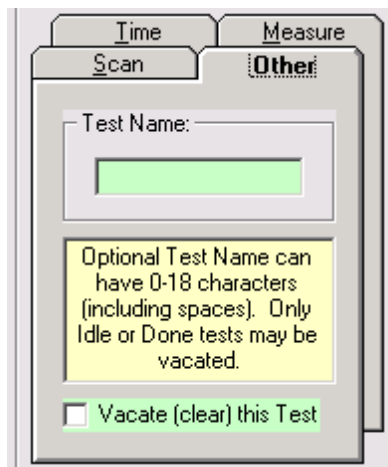 Time Measure
Scan Other
Test Name:
Optional Test Name can
have 0-18 characters
(including spaces). Only
Idle or Done tests may be
vacated.
Vacate (clear) this Test